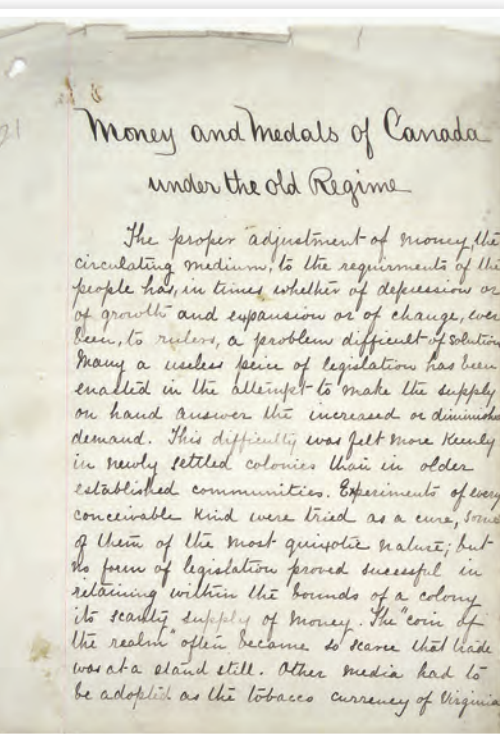 21
Money and Medals of Canada
under the old Regime
The proper adjustment of money, the
circulating medium, to the requirments of the
people has, in times whether of depression or
of growth and expansion or of change, ever
been, to rulers, a problem difficult of solution
Many a useless peice of legislation has been
enacted in the attempt to make the supply
on hand answer the increased or diminished
demand. This difficulty was felt more keenly
in newly settled colonies than in older
established communities. Experiments of every
conceivable kind were tried as a cure, some
of them of the most quixotic nature; but
no form of legislation proved sucessful in
retaining within the bounds of a colony
its scanty supply of money. The "coin of
the realm" often became so scarce that trade
was at a stand still. Other media had to
be adopted as the tobacco currency of Virginia